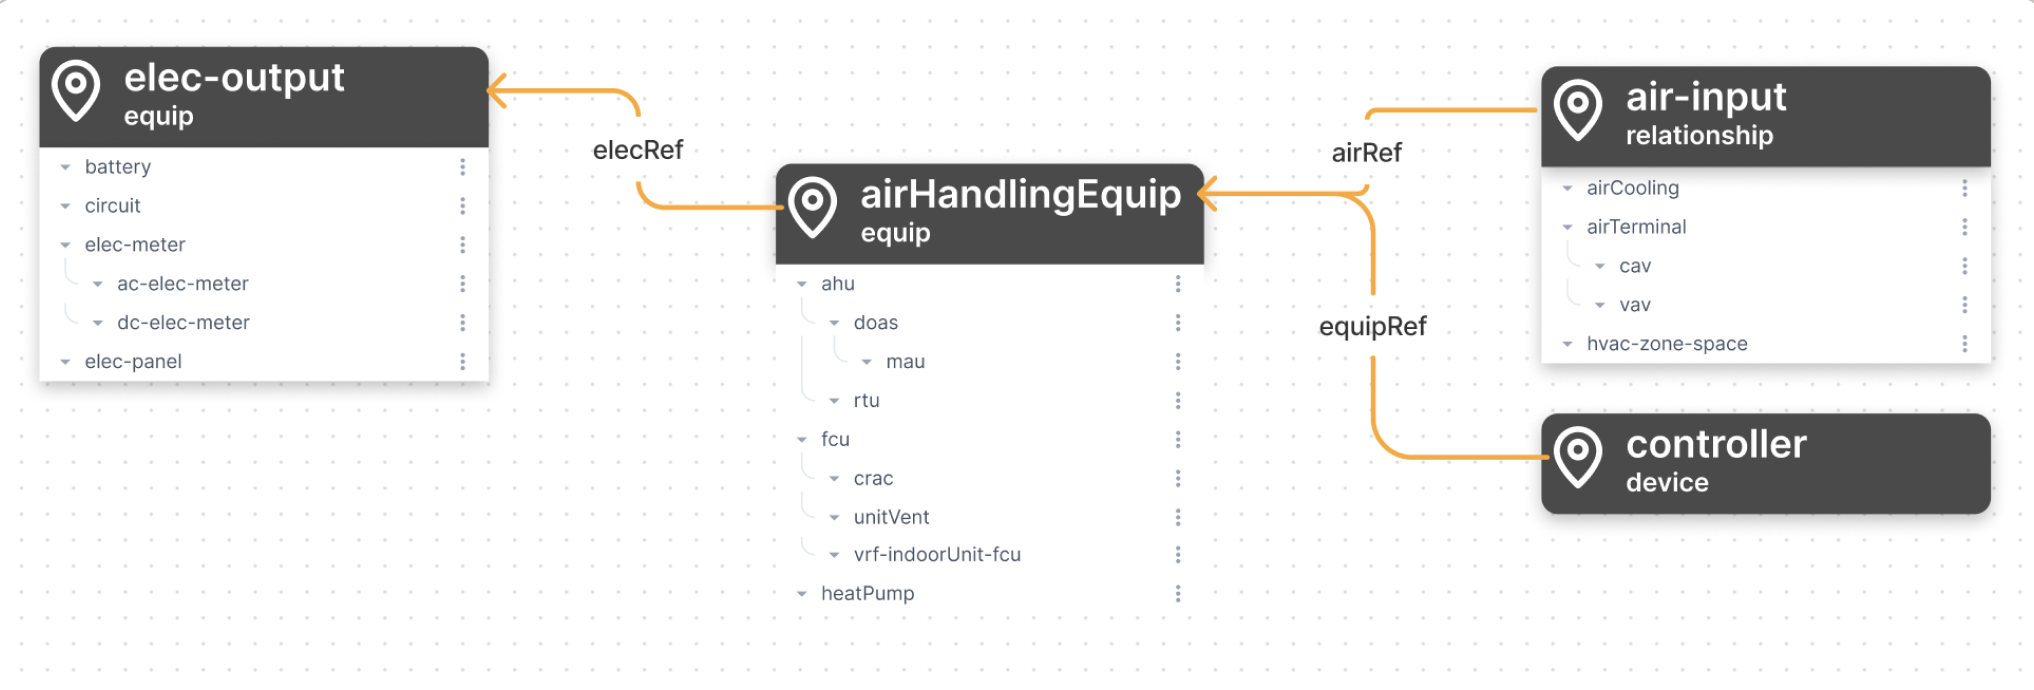 elec-output
equip
battery
circuit
elec-meter
ac-elec-meter
dc-elec-meter
elec-panel
elecRef
airHandlingEquip
equip
ahu
doas
mau
rtu
fcu
crac
unitVent
vrf-indoorUnit-fcu
heatPump
airRef
equipRef
air-input
relationship
airCooling
airTerminal
cav
vav
hvac-zone-space
controller
device